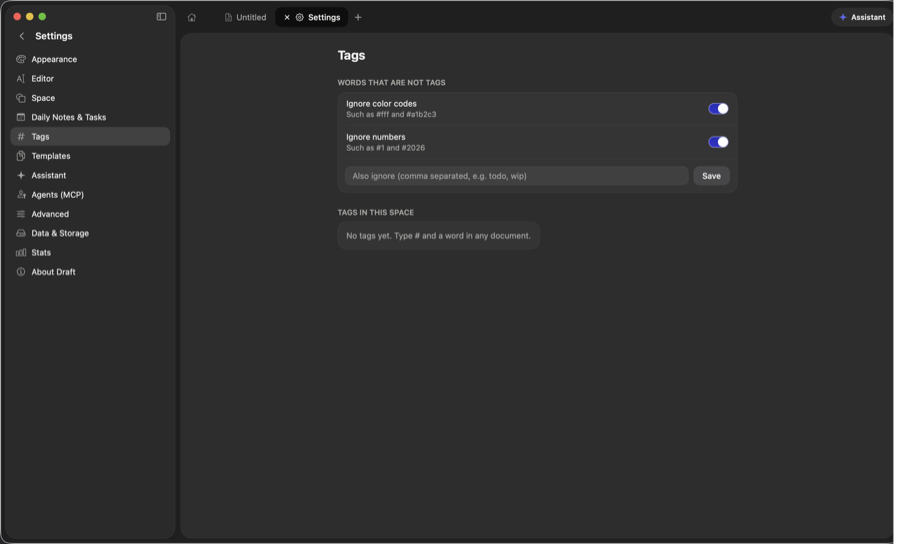 Untitled
Settings
Assistant
Settings
Appearance
Editor
Space
Daily Notes & Tasks
Tags
Templates
Assistant
Agents (MCP)
Advanced
Data & Storage
Stats
About Draft
Tags
WORDS THAT ARE NOT TAGS
Ignore color codes
Such as #fff and #a1b2c3
Ignore numbers
Such as #1 and #2026
Also ignore (comma separated, e.g. todo, wip)
Save
TAGS IN THIS SPACE
No tags yet. Type # and a word in any document.